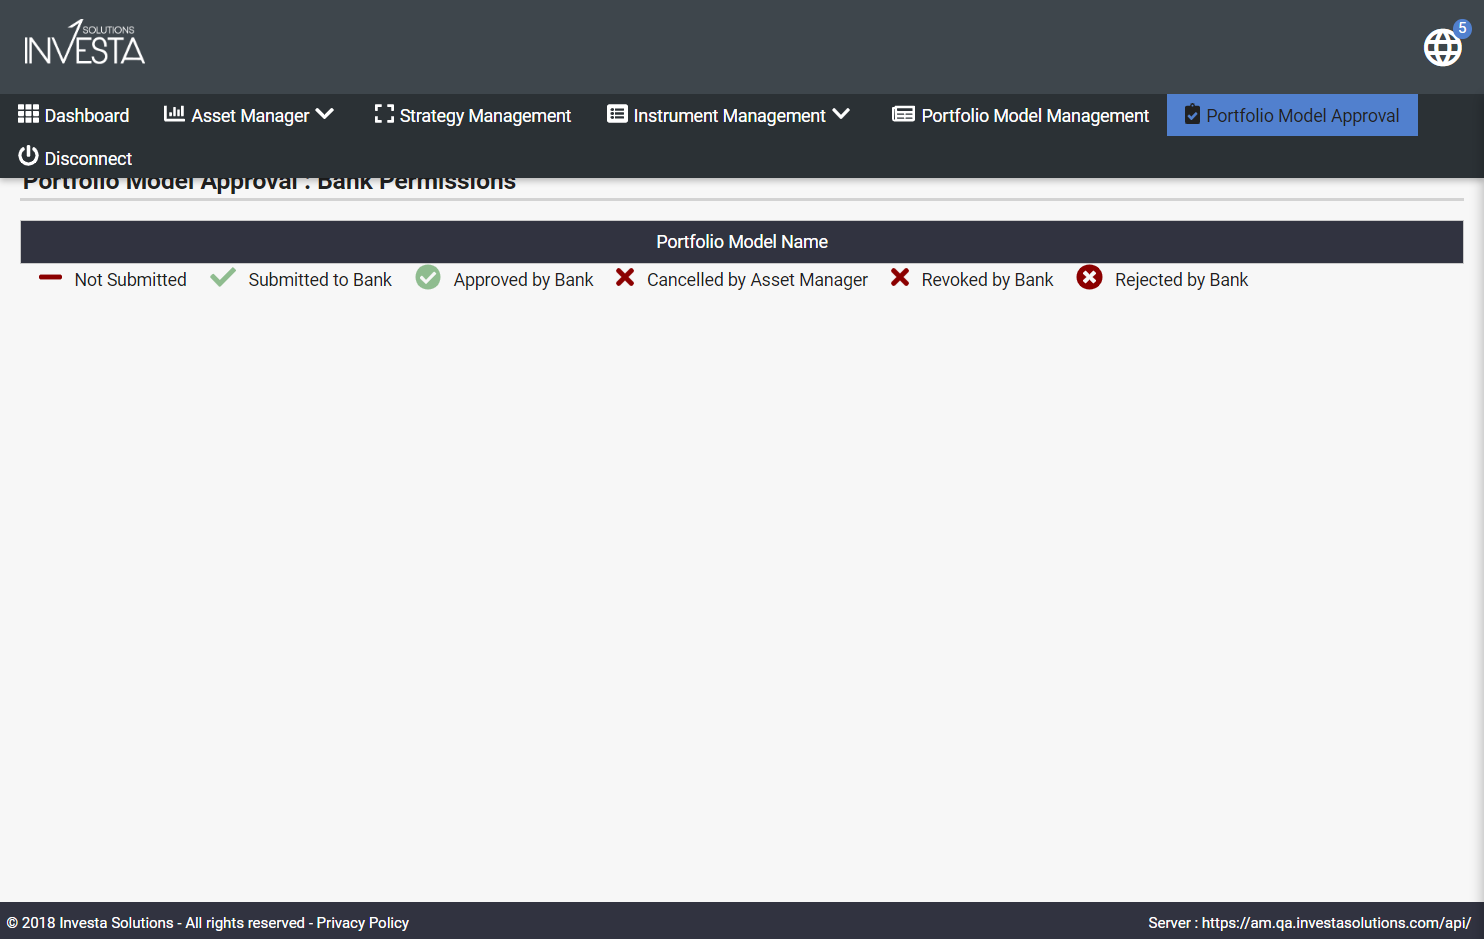 SOLUTIONS
INVESTA
5
Dashboard Asset Manager Strategy Management Instrument Management Portfolio Model Management Portfolio Model Approval
Disconnect
Portfolio Model Approval : Bank Permissions
Portfolio Model Name
Not Submitted Submitted to Bank Approved by Bank Cancelled by Asset Manager Revoked by Bank Rejected by Bank
© 2018 Investa Solutions - All rights reserved - Privacy Policy Server : https://am.qa.investasolutions.com/api/